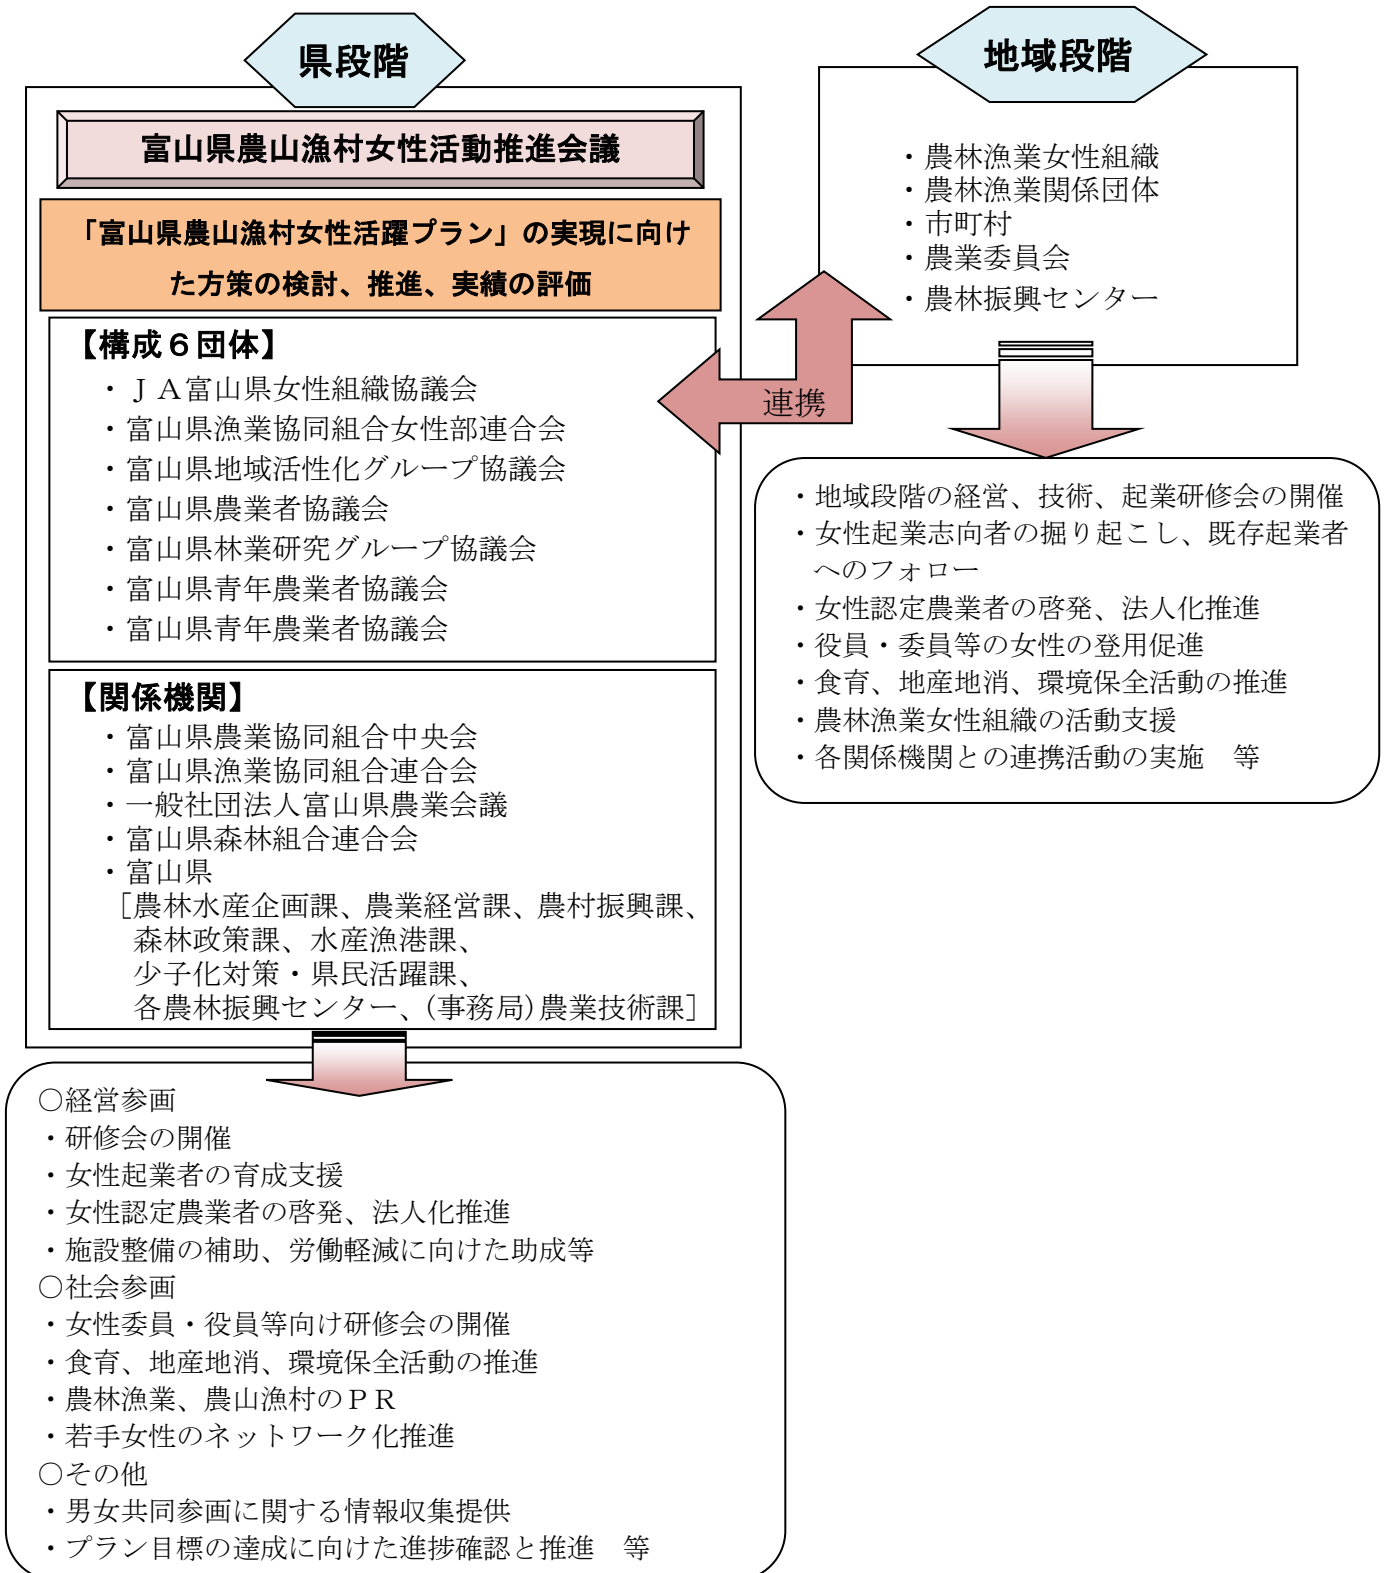 県段階
富山県農山漁村女性活動推進会議
「富山県農山漁村女性活躍プラン」の実現に向け
た方策の検討、推進、実績の評価
【構成６団体】
・ＪＡ富山県女性組織協議会
・富山県漁業協同組合女性部連合会
・富山県地域活性化グループ協議会
・富山県農業者協議会
・富山県林業研究グループ協議会
・富山県青年農業者協議会
・富山県青年農業者協議会
【関係機関】
・富山県農業協同組合中央会
・富山県漁業協同組合連合会
・一般社団法人富山県農業会議
・富山県森林組合連合会
・富山県
［農林水産企画課、農業経営課、農村振興課、
森林政策課、水産漁港課、
少子化対策・県民活躍課、
各農林振興センター、(事務局)農業技術課］
○経営参画
・研修会の開催
・女性起業者の育成支援
・女性認定農業者の啓発、法人化推進
・施設整備の補助、労働軽減に向けた助成等
○社会参画
・女性委員・役員等向け研修会の開催
・食育、地産地消、環境保全活動の推進
・農林漁業、農山漁村のＰＲ
・若手女性のネットワーク化推進
○その他
・男女共同参画に関する情報収集提供
・プラン目標の達成に向けた進捗確認と推進　等
連携
地域段階
・農林漁業女性組織
・農林漁業関係団体
・市町村
・農業委員会
・農林振興センター
・地域段階の経営、技術、起業研修会の開催
・女性起業志向者の掘り起こし、既存起業者
へのフォロー
・女性認定農業者の啓発、法人化推進
・役員・委員等の女性の登用促進
・食育、地産地消、環境保全活動の推進
・農林漁業女性組織の活動支援
・各関係機関との連携活動の実施　等